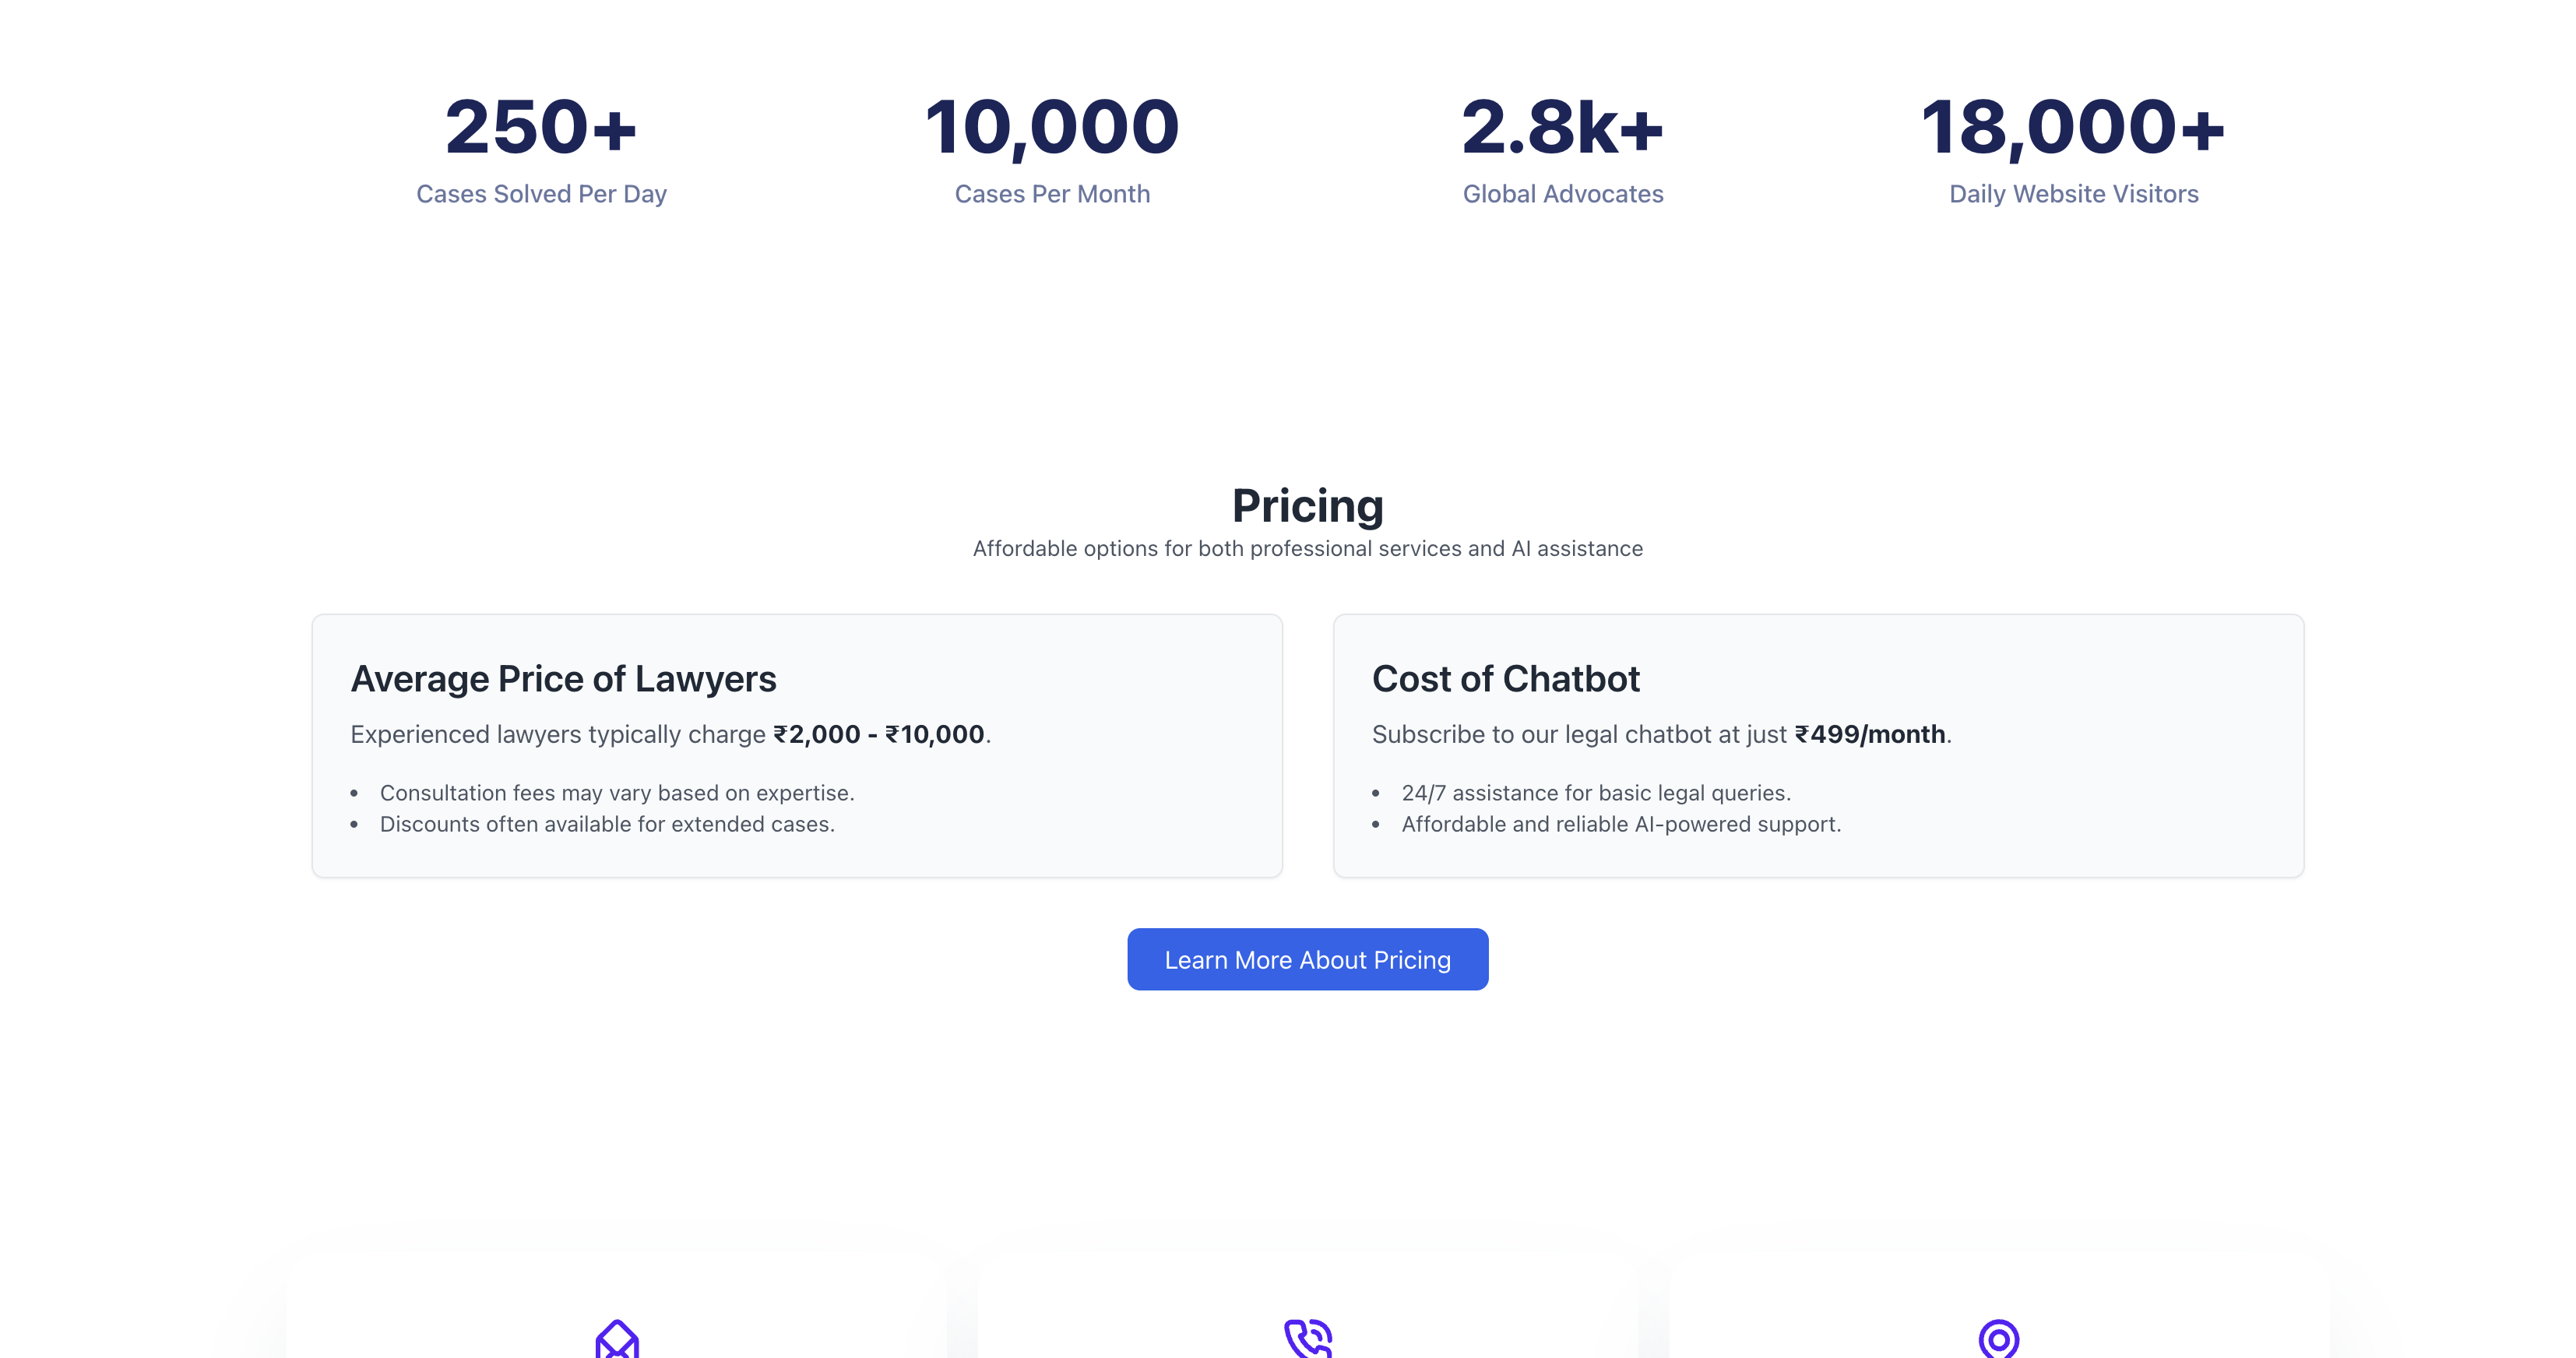 250+
10,000
2.8k+
18,000+
Cases Solved Per Day
Cases Per Month
Global Advocates
Daily Website Visitors
Pricing
Affordable options for both professional services and AI assistance
Average Price of Lawyers
Experienced lawyers typically charge ₹2,000 - ₹10,000.
• Consultation fees may vary based on expertise.
• Discounts often available for extended cases.
Cost of Chatbot
Subscribe to our legal chatbot at just ₹499/month.
• 24/7 assistance for basic legal queries.
• Affordable and reliable AI-powered support.
Learn More About Pricing